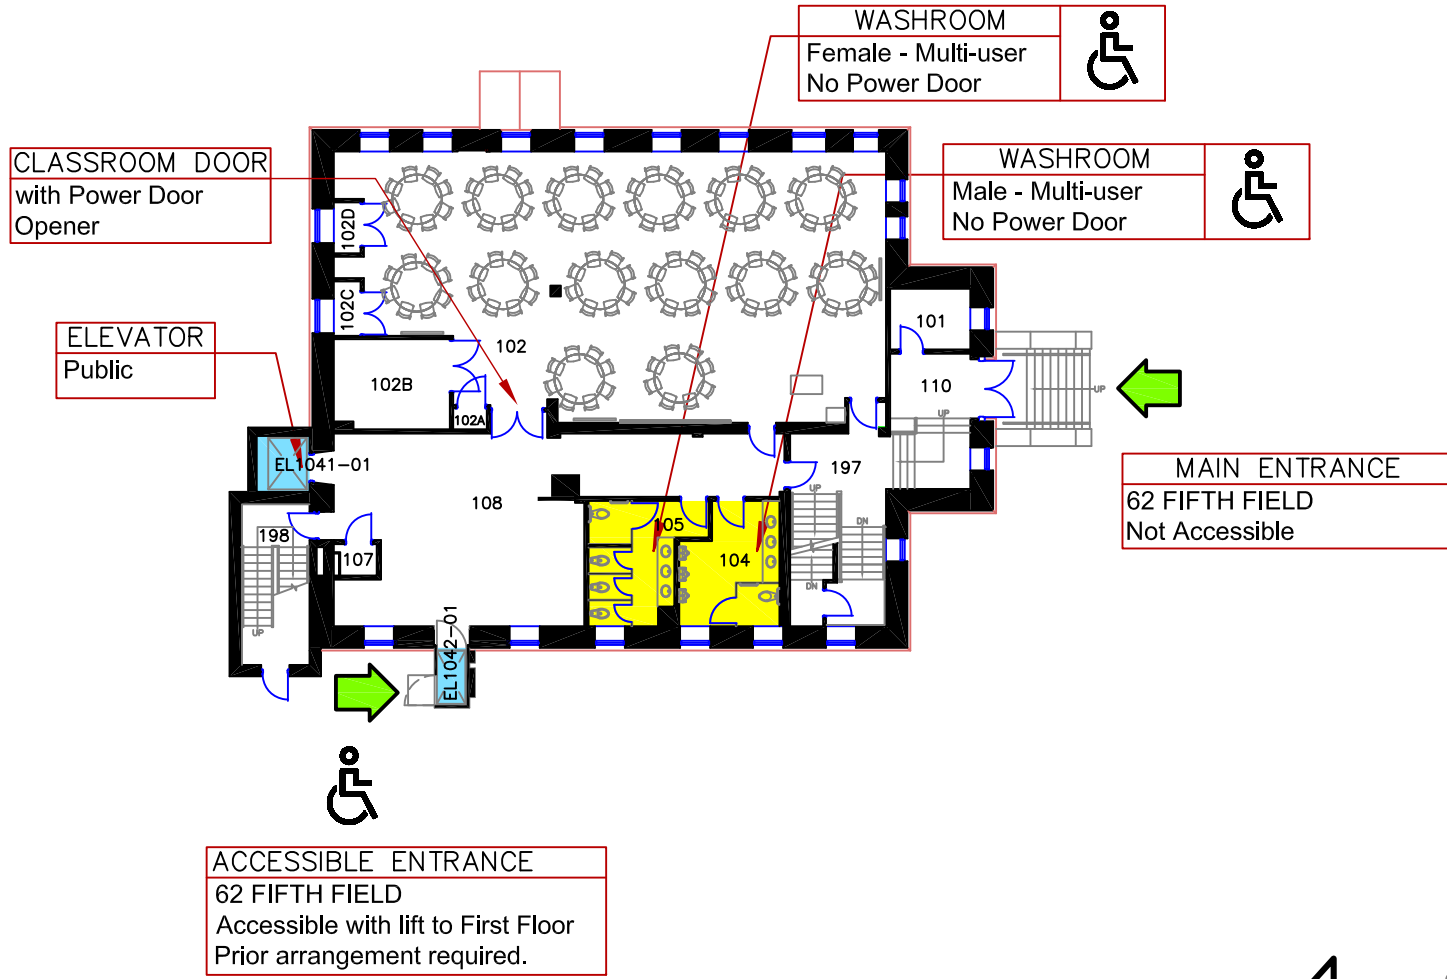 WASHROOM
Female - Multi-user
No Power Door
WASHROOM
Male - Multi-user
No Power Door
CLASSROOM DOOR
with Power Door
Opener
ELEVATOR
Public
102D
102C
102
102B
102A
101
110
UP
UP
EL1041-01
197
108
UP
DN
DN
198
107
UP
105
104
EL1042-01
MAIN ENTRANCE
62 FIFTH FIELD
Not Accessible
ACCESSIBLE ENTRANCE
62 FIFTH FIELD
Accessible with lift to First Floor
Prior arrangement required.